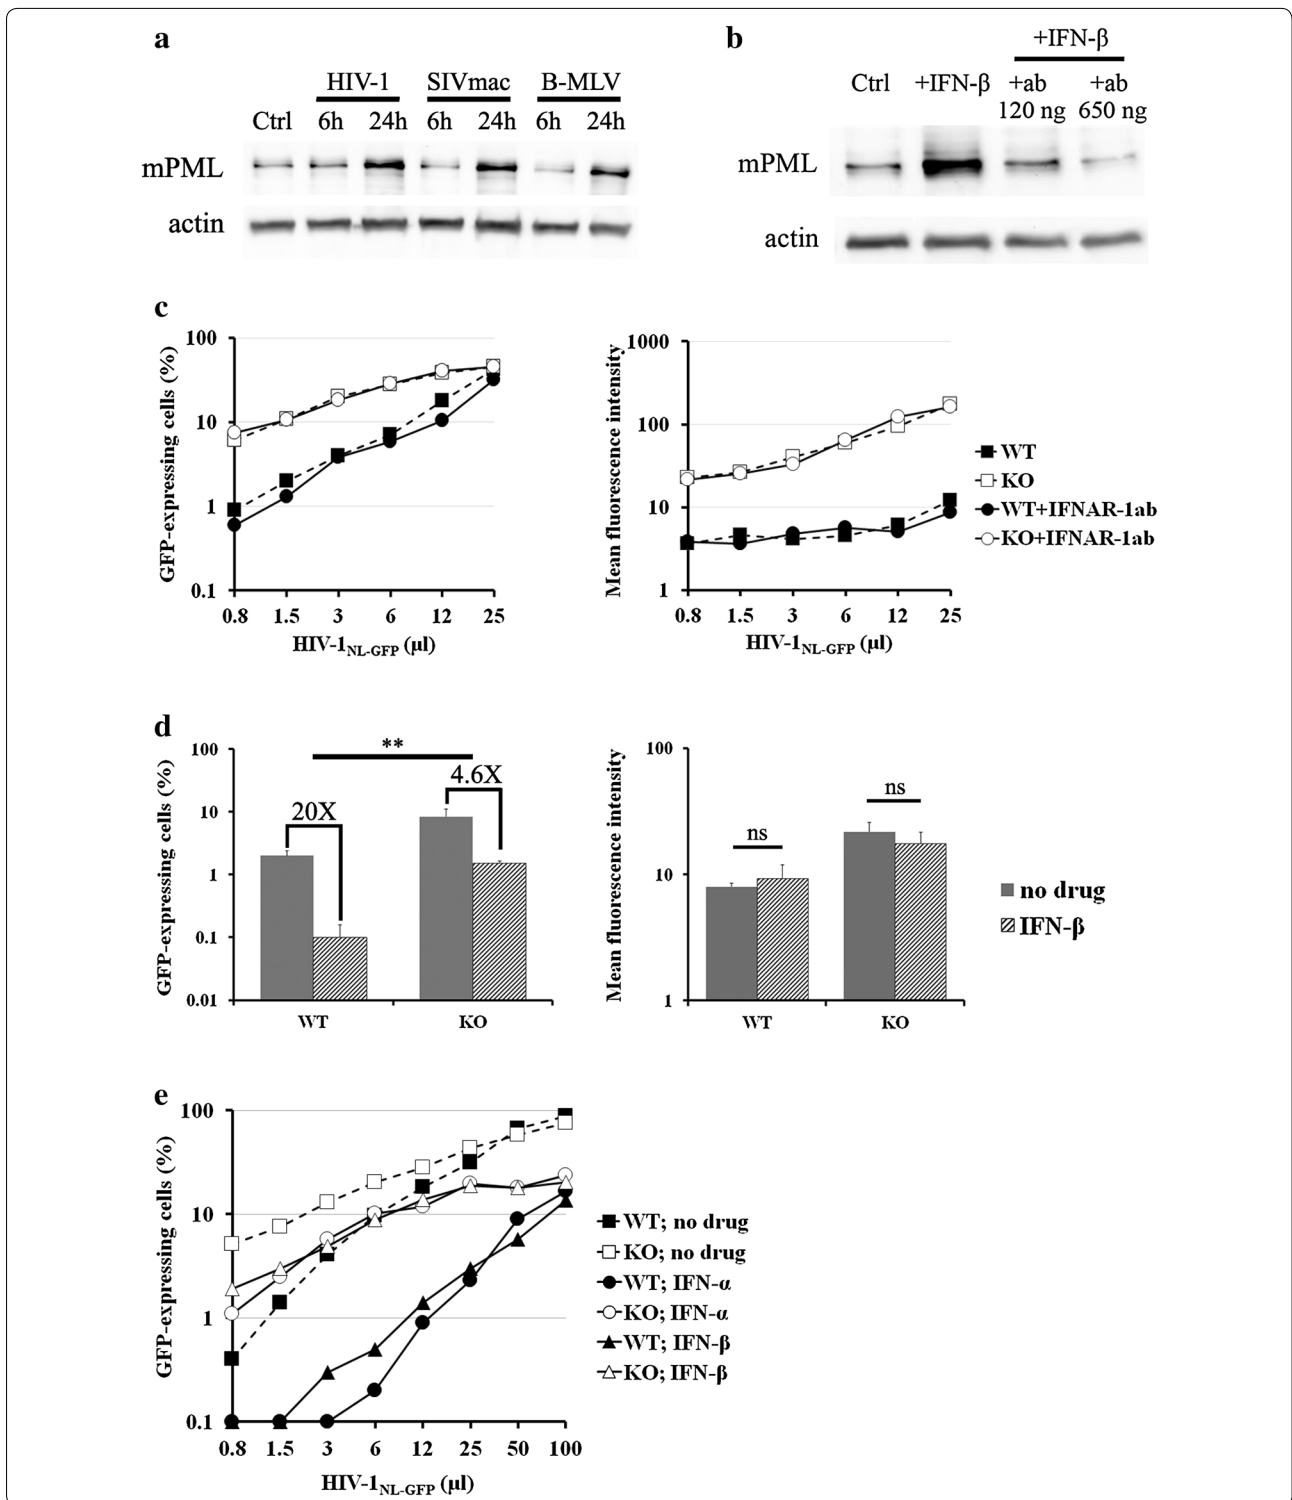 a
HIV-1 SIVmac B-MLV
Ctrl 6h 24h 6h 24h 6h 24h
mPML
actin
b
+IFN-β
Ctrl +IFN-β +ab +ab
120 ng 650 ng
mPML
actin
c
GFP-expressing cells (%)
100
10
1
0.1
0.8 1.5 3 6 12 25
HIV-1NL-GFP (µl)
Mean fluorescence intensity
1000
100
10
1
0.8 1.5 3 6 12 25
HIV-1NL-GFP (µl)
WT
KO
WT+IFNAR-1ab
KO+IFNAR-1ab
d
GFP-expressing cells (%)
100
10
1
0.1
0.01
**
20X
4.6X
WT KO
Mean fluorescence intensity
100
10
1
ns
ns
WT KO
no drug
IFN-β
e
GFP-expressing cells (%)
100
10
1
0.1
0.8 1.5 3 6 12 25 50 100
HIV-1NL-GFP (µl)
WT; no drug
KO; no drug
WT; IFN-α
KO; IFN-α
WT; IFN-β
KO; IFN-β